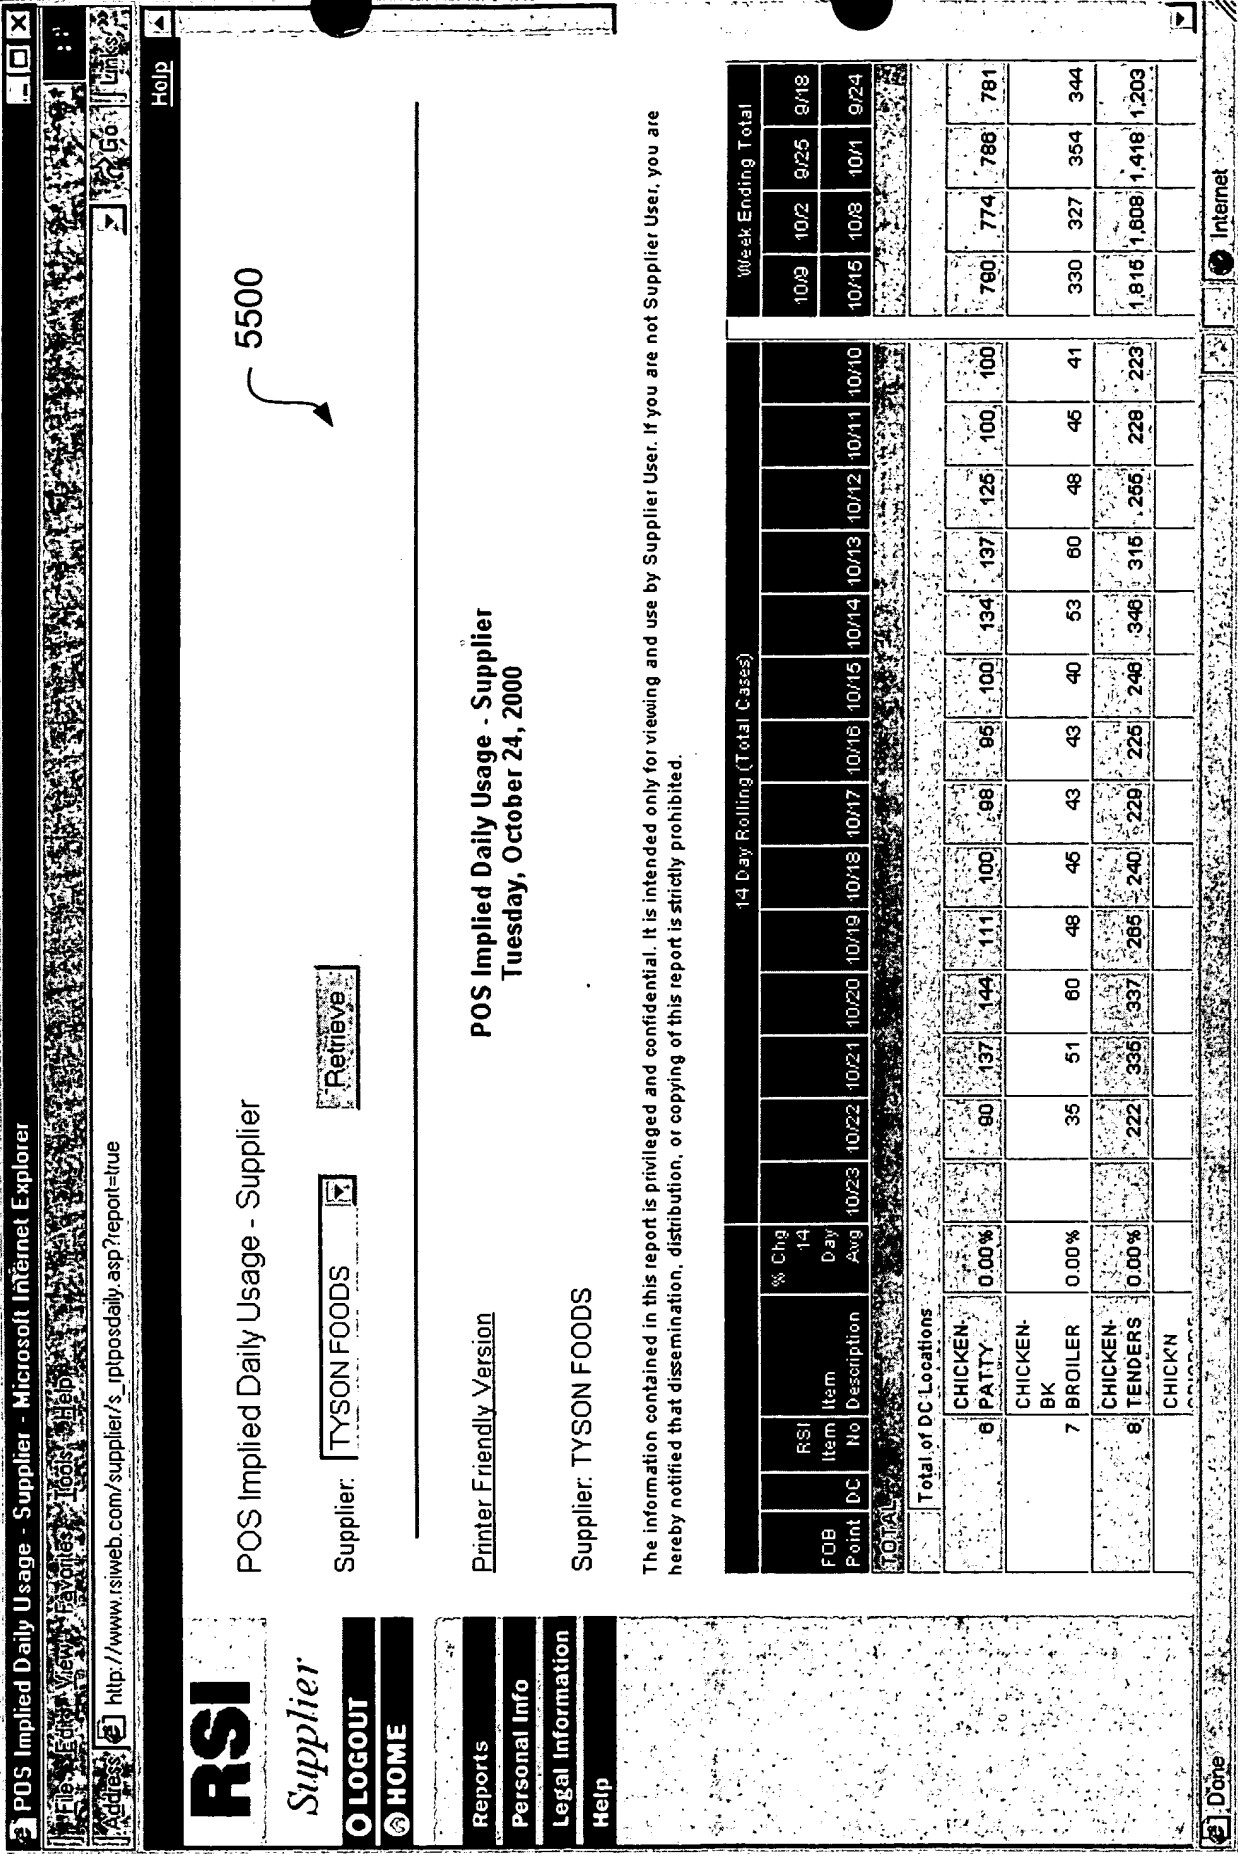 POS Implied Daily Usage - Supplier - Microsoft Internet Explorer
File Edit View Favorites Tools Help
Address http://www.rsiweb.com/supplier/s_rptposdaily.asp?report=true Go Links
Help
RSI
Supplier
LOGOUT
HOME
Reports
Personal Info
Legal Information
Help
POS Implied Daily Usage - Supplier
5500
Supplier: TYSON FOODS Retrieve
Printer Friendly Version
POS Implied Daily Usage - Supplier
Tuesday, October 24, 2000
Supplier: TYSON FOODS
The information contained in this report is privileged and confidential. It is intended only for viewing and use by Supplier User. If you are not Supplier User, you are
hereby notified that dissemination, distribution, or copying of this report is strictly prohibited.
14 Day Rolling (Total Cases) Week Ending Total
RSI % Chg 14 10/9 10/2 9/25 9/18
FOB Point DC Item No Item Description Day Avg 10/23 10/22 10/21 10/20 10/19 10/18 10/17 10/16 10/15 10/14 10/13 10/12 10/11 10/10 10/15 10/8 10/1 9/24
TOTAL
Total of DC Locations
6 CHICKEN-PATTY 0.00% 90 137 144 111 100 98 95 100 134 137 125 100 100 790 774 786 781
7 CHICKEN-BK BROILER 0.00% 35 51 60 48 45 43 43 40 53 60 48 45 41 330 327 354 344
8 CHICKEN-TENDERS 0.00% 222 335 337 265 240 229 225 246 346 315 255 228 223 1,815 1,608 1,418 1,203
CHICK'N
Done Internet